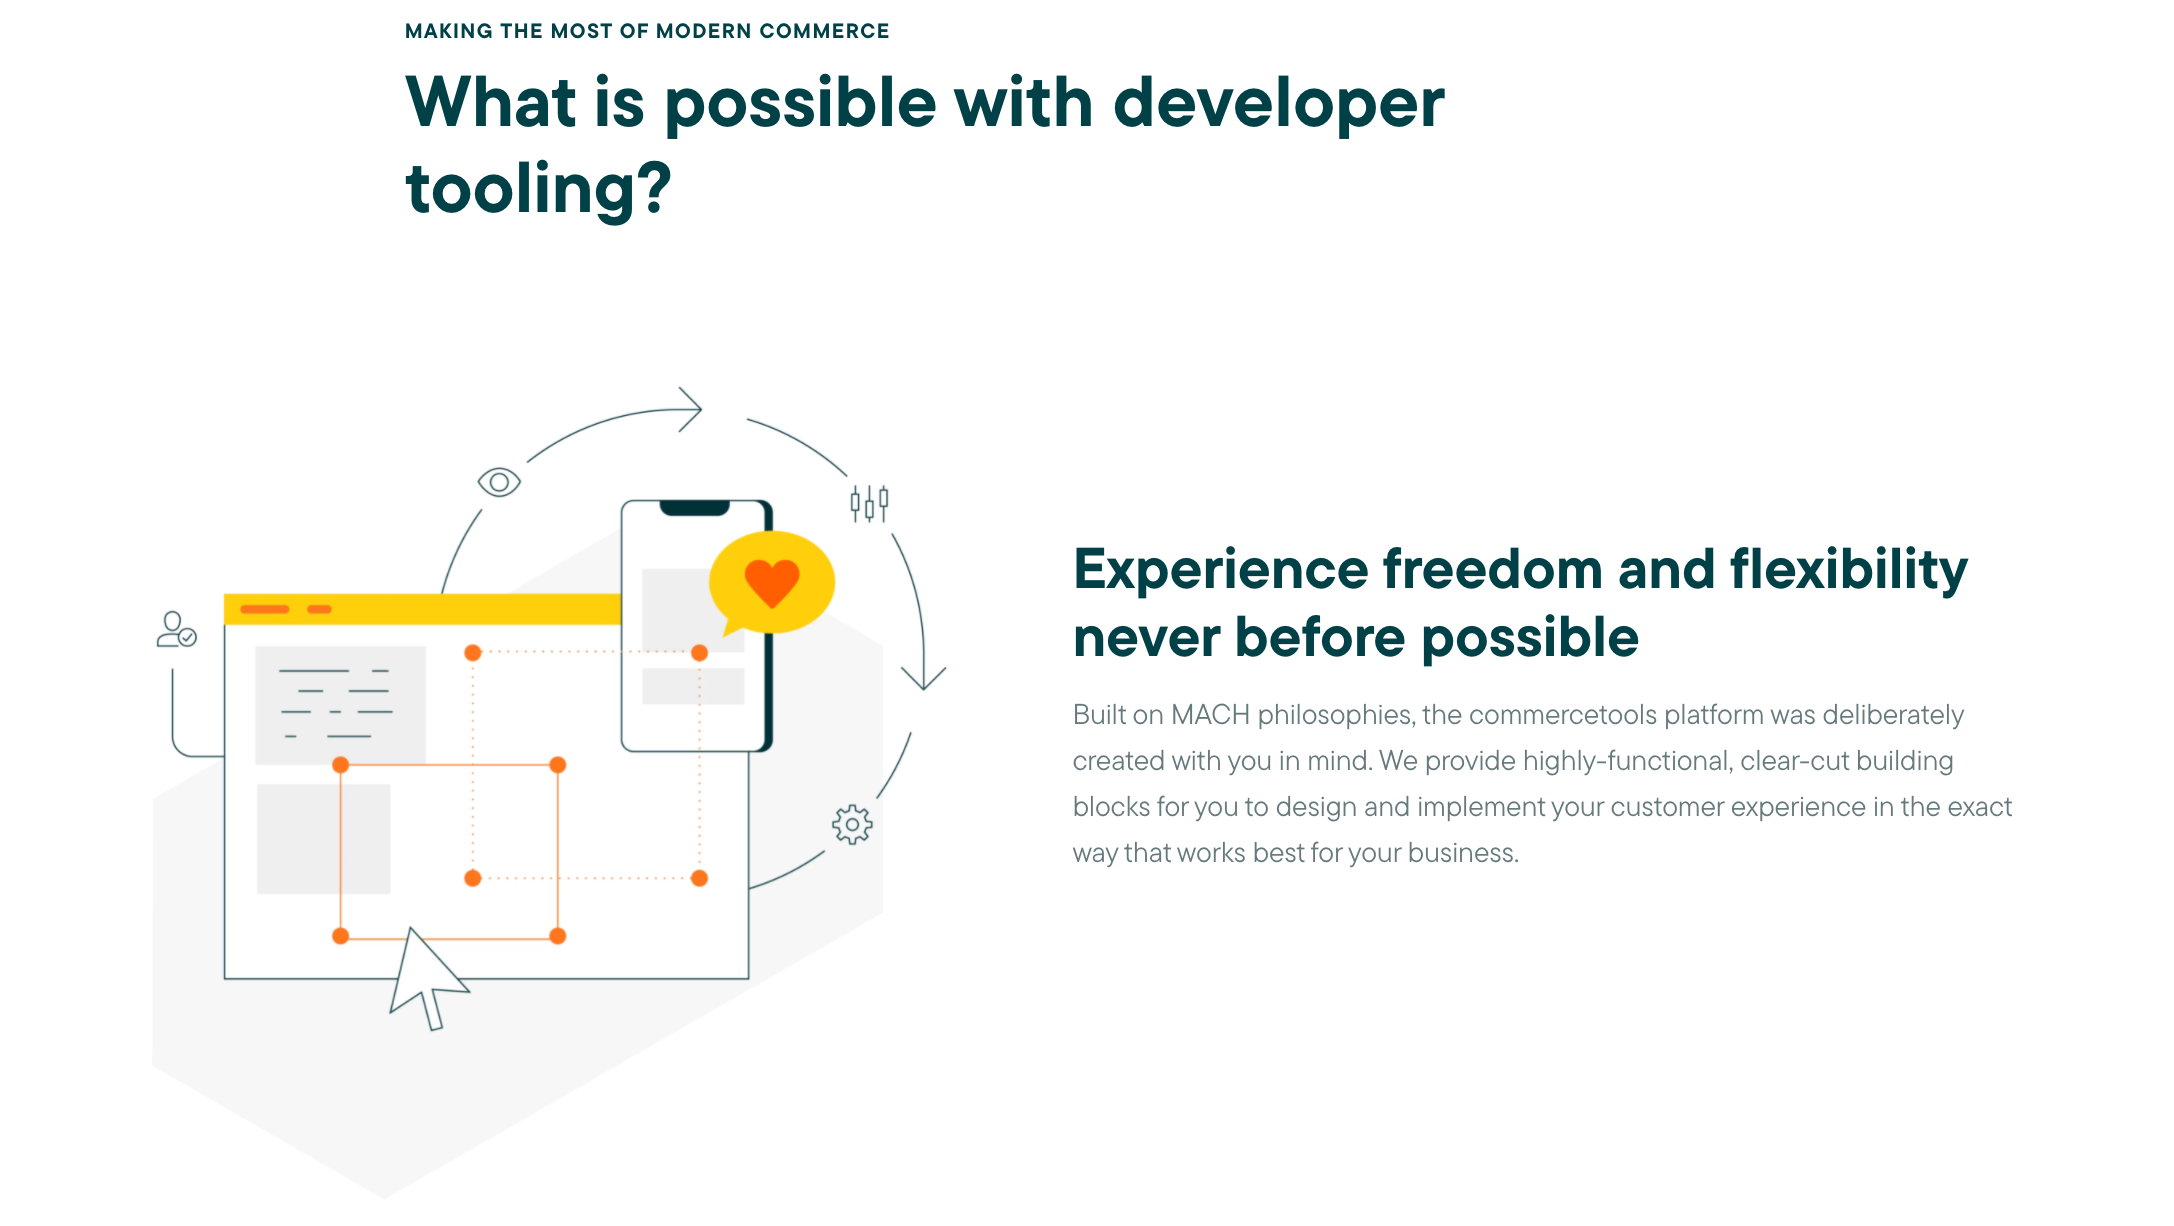 MAKING THE MOST OF MODERN COMMERCE
What is possible with developer
tooling?
Experience freedom and flexibility
never before possible
Built on MACH philosophies, the commercetools platform was deliberately
created with you in mind. We provide highly-functional, clear-cut building
blocks for you to design and implement your customer experience in the exact
way that works best for your business.